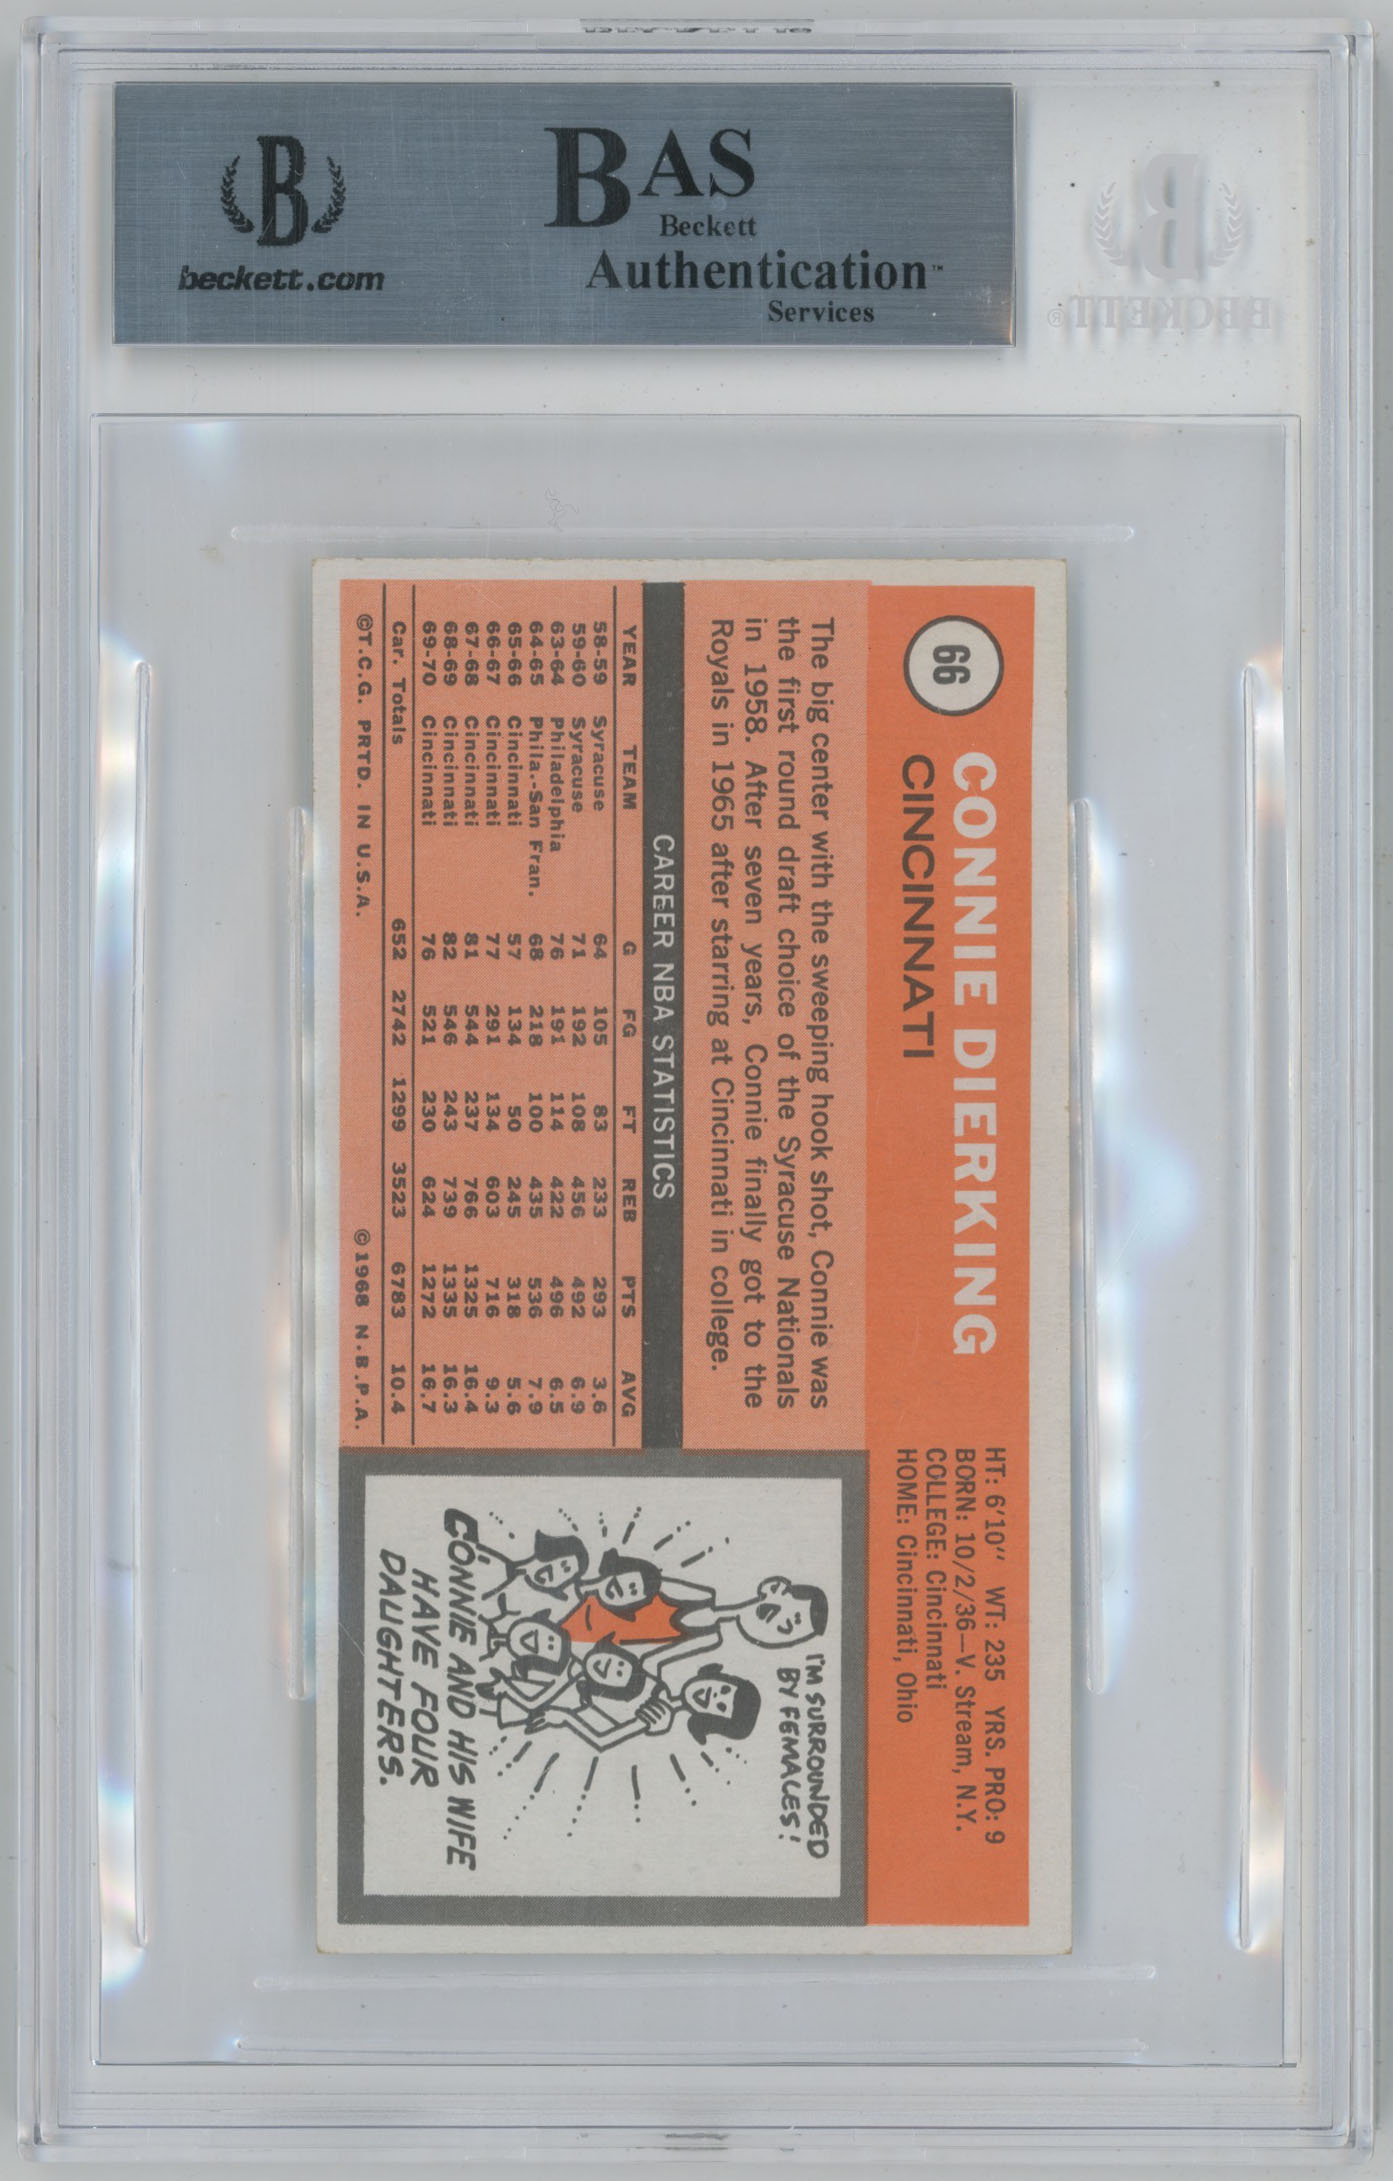 B
beckett.com
BAS
Beckett
Authentication™
Services
B
BECKETT®
66
CONNIE DIERKING
CINCINNATI
HT: 6'10" WT: 235 YRS. PRO: 9
BORN: 10/2/36—V. Stream, N.Y.
COLLEGE: Cincinnati
HOME: Cincinnati, Ohio
The big center with the sweeping hook shot, Connie was
the first round draft choice of the Syracuse Nationals
in 1958. After seven years, Connie finally got to the
Royals in 1965 after starring at Cincinnati in college.
CAREER NBA STATISTICS
YEAR TEAM G FG FT REB PTS AVG
58-59 Syracuse 64 105 83 233 293 3.6
59-60 Syracuse 71 192 108 456 492 6.9
63-64 Philadelphia 76 191 114 422 496 6.5
64-65 Phila.-San Fran. 68 218 100 435 536 7.9
65-66 Cincinnati 57 134 50 245 318 5.6
66-67 Cincinnati 77 291 134 603 716 9.3
67-68 Cincinnati 81 544 237 766 1325 16.4
68-69 Cincinnati 82 546 243 739 1335 16.3
69-70 Cincinnati 76 521 230 624 1272 16.7
Car. Totals 652 2742 1299 3523 6783 10.4
©T.C.G. PRTD. IN U.S.A. ©1968 N.B.P.A.
I'M SURROUNDED
BY FEMALES!
CONNIE AND HIS WIFE
HAVE FOUR
DAUGHTERS.